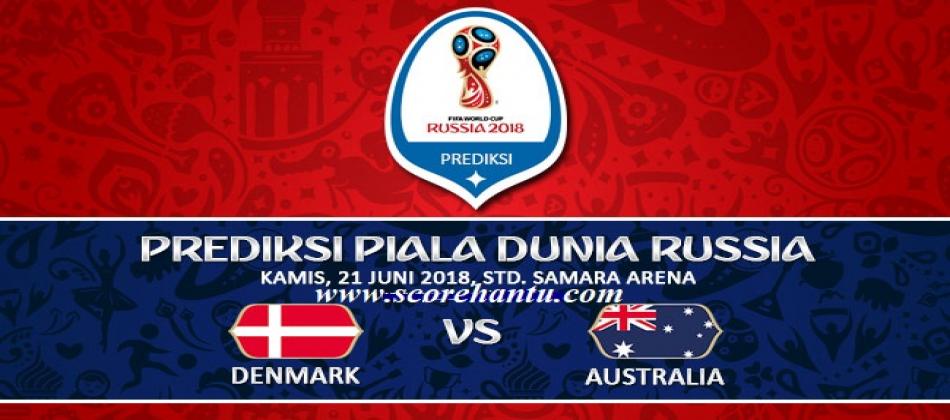 FIFA WORLD CUP
RUSSIA 2018
PREDIKSI
PREDIKSI PIALA DUNIA RUSSIA
KAMIS, 21 JUNI 2018, STD. SAMARA ARENA
www.scorehantu.com
VS
DENMARK
AUSTRALIA